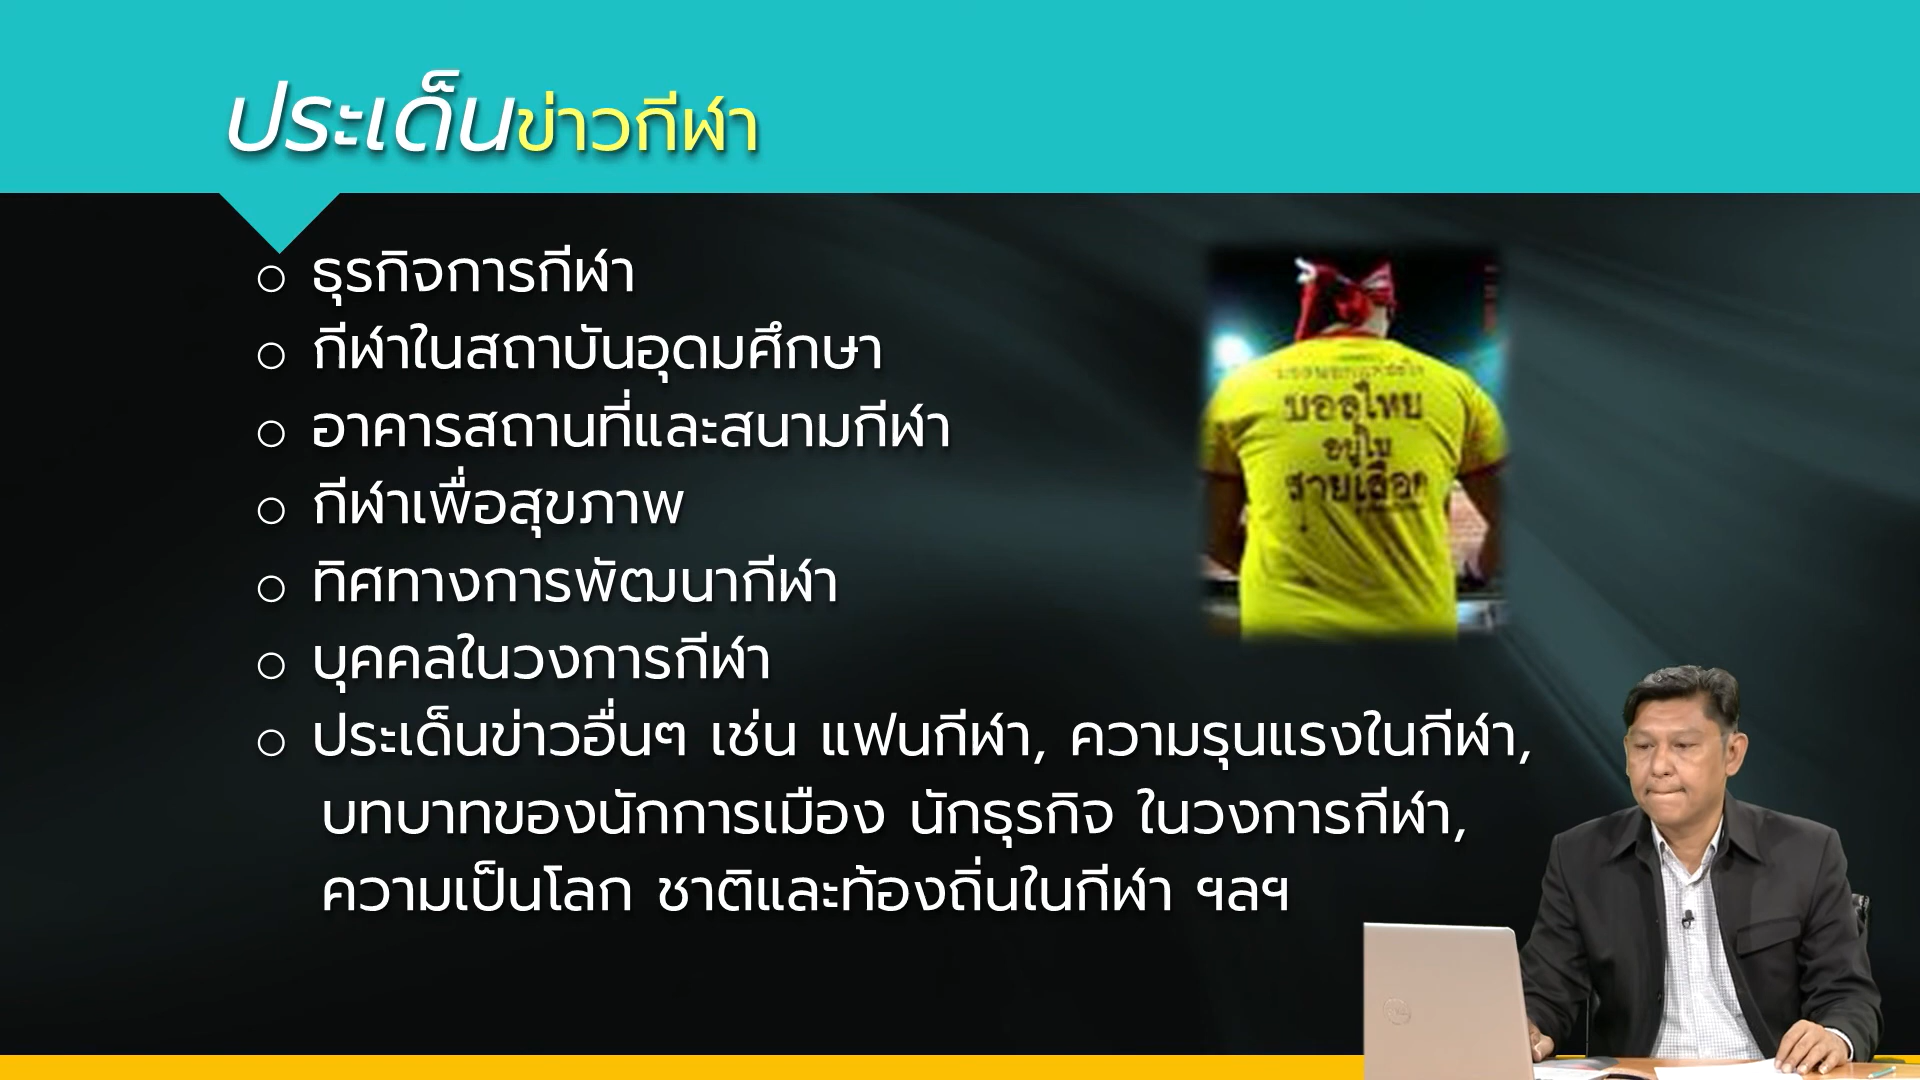 ประเด็นข่าวกีฬา
ธุรกิจการกีฬา
กีฬาในสถาบันอุดมศึกษา
อาคารสถานที่และสนามกีฬา
กีฬาเพื่อสุขภาพ
ทิศทางการพัฒนากีฬา
บุคคลในวงการกีฬา
ประเด็นข่าวอื่นๆ เช่น แฟนกีฬา, ความรุนแรงในกีฬา,
บทบาทของนักการเมือง นักธุรกิจ ในวงการกีฬา,
ความเป็นโลก ชาติและท้องถิ่นในกีฬา ฯลฯ
บอลไทย
อยู่ใน
สายเลือด